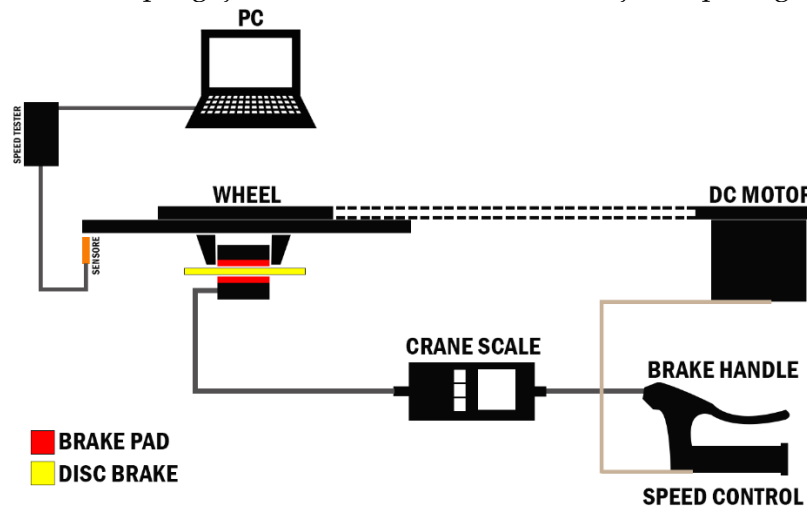 PC
SPEED TESTER
WHEEL
DC MOTOR
SENSORE
CRANE SCALE
BRAKE HANDLE
BRAKE PAD
DISC BRAKE
SPEED CONTROL